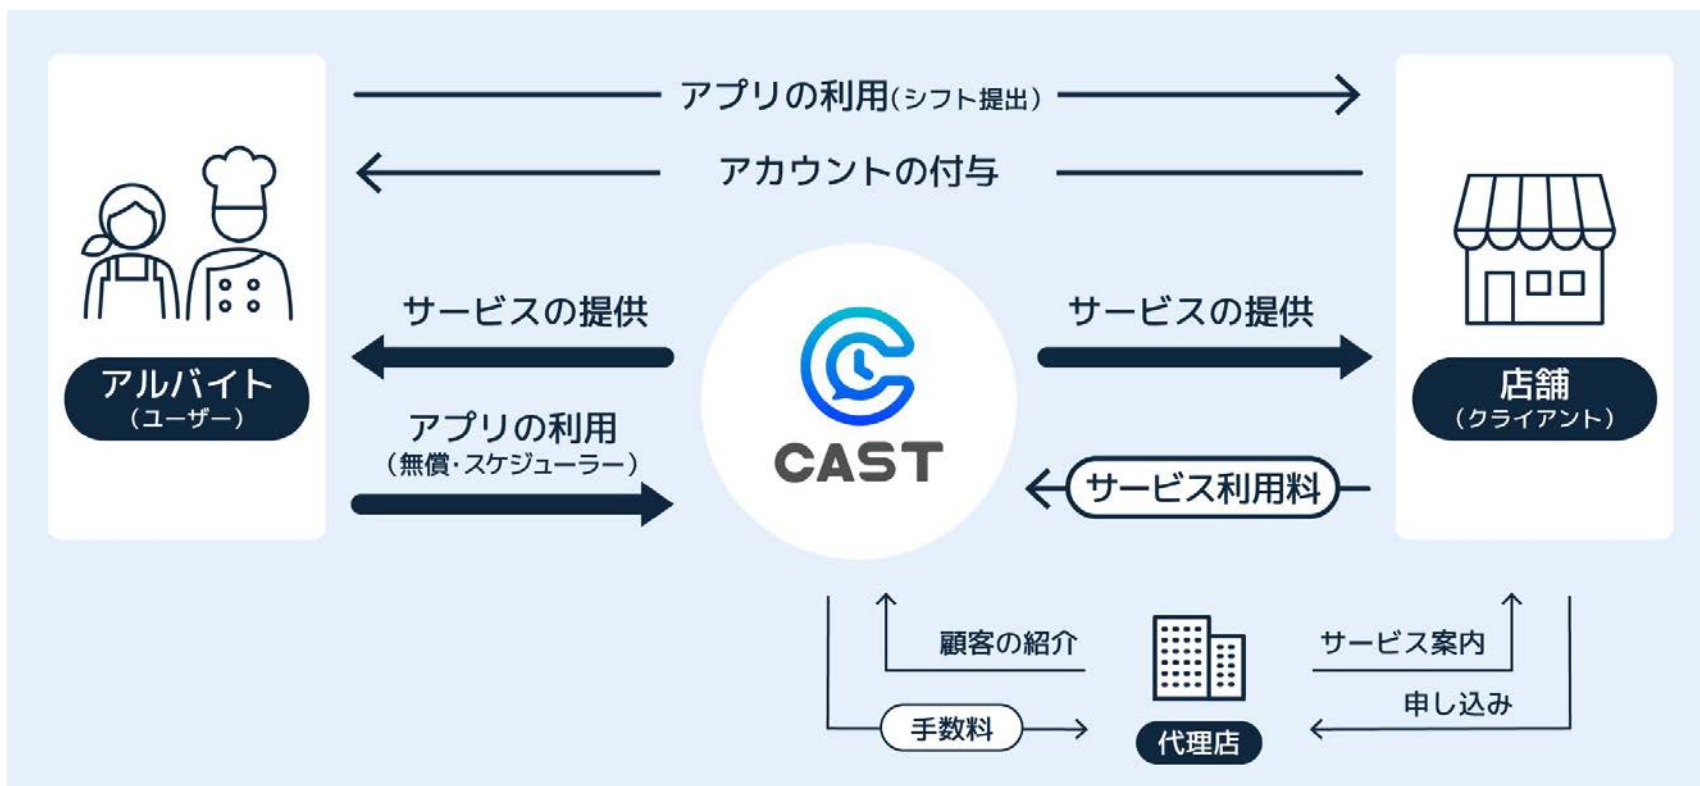 アプリの利用(シフト提出)
アカウントの付与
サービスの提供
サービスの提供
アルバイト
(ユーザー)
アプリの利用
(無償・スケジューラー)
CAST
店舗
(クライアント)
サービス利用料
顧客の紹介
サービス案内
手数料
申し込み
代理店